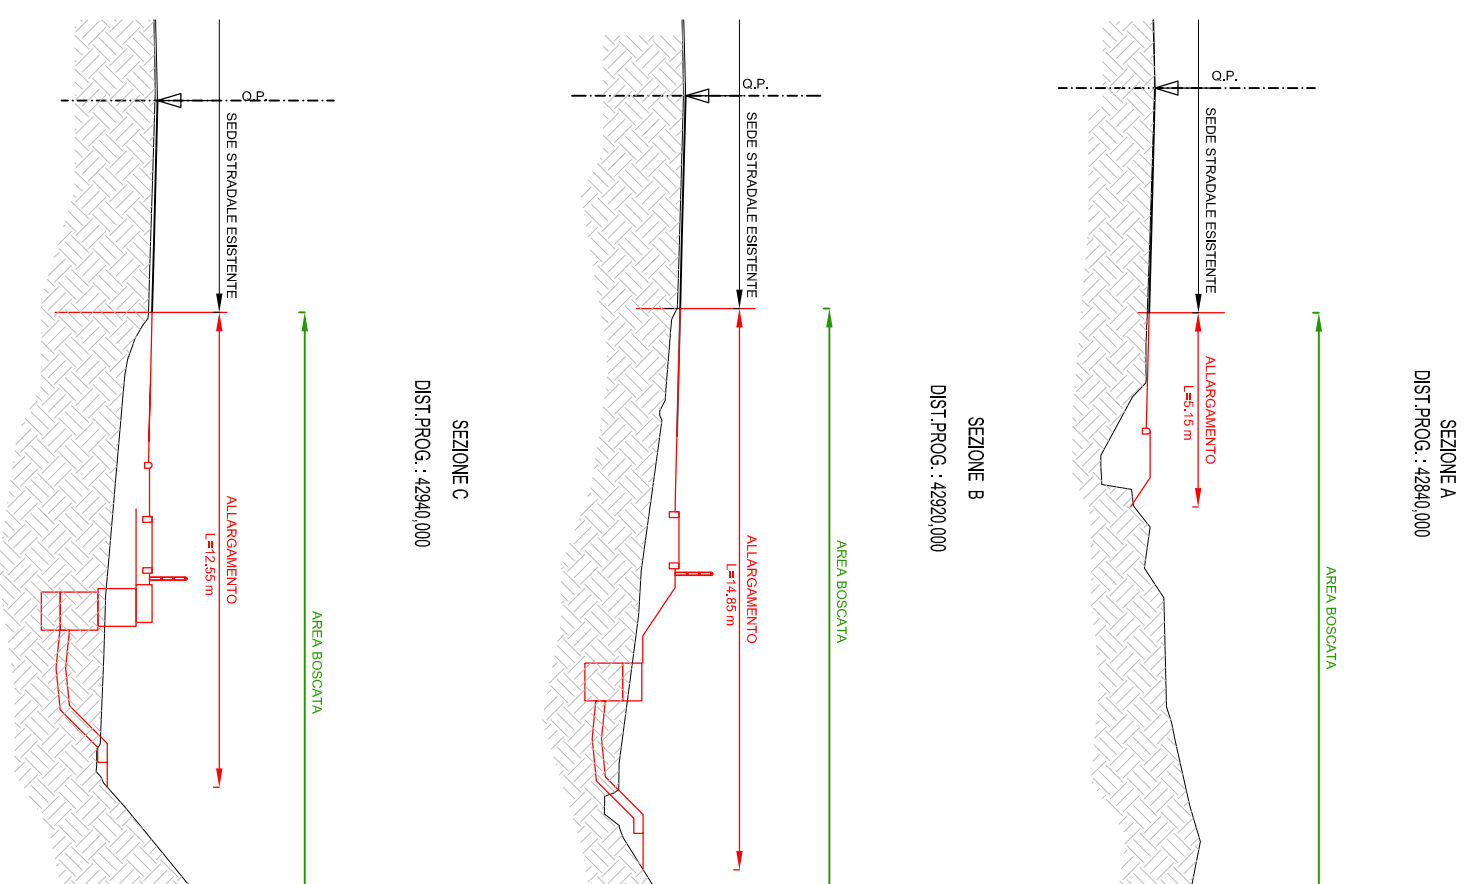 SEZIONE A
DIST.PROG. : 42840,000
Q.P.
SEDE STRADALE ESISTENTE
ALLARGAMENTO
L=5.15 m
AREA BOSCATA
SEZIONE B
DIST.PROG. : 42920,000
Q.P.
SEDE STRADALE ESISTENTE
ALLARGAMENTO
L=14.85 m
AREA BOSCATA
SEZIONE C
DIST.PROG. : 42940,000
Q.P.
SEDE STRADALE ESISTENTE
ALLARGAMENTO
L=12.55 m
AREA BOSCATA